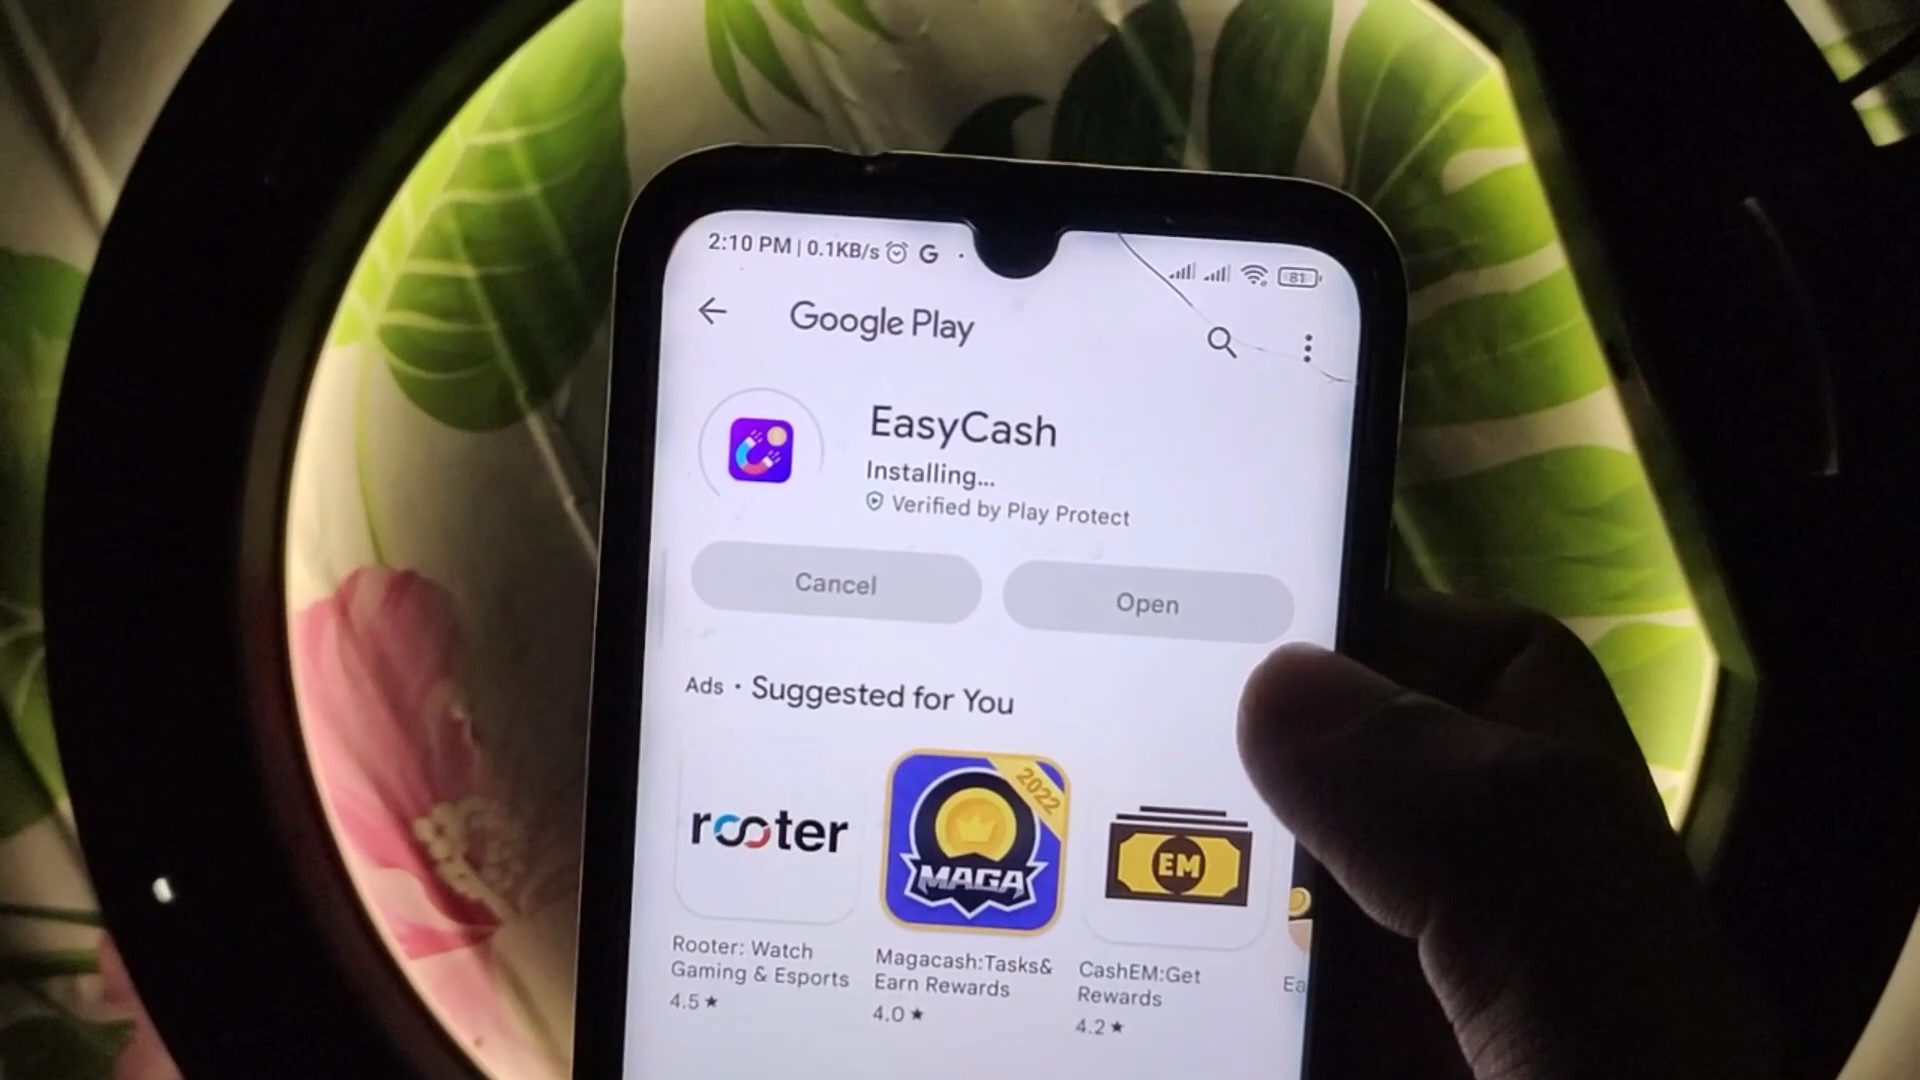 2:10 PM | 0.1KB/s G
81
Google Play
EasyCash
Installing...
Verified by Play Protect
Cancel
Open
Ads • Suggested for You
rooter
2022
MAGA
EM
Rooter: Watch
Gaming & Esports
4.5 ★
Magacash:Tasks&
Earn Rewards
4.0 ★
CashEM:Get
Rewards
4.2 ★
Ea